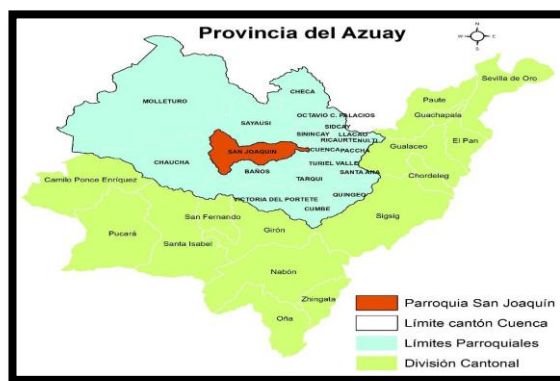 Provincia del Azuay
N
W
E
S
Sevilla de Oro
CHECA
Paute
MOLLETURO
Guachapala
OCTAVIO C. PALACIOS
SAYAUSI
SIDCAY
SININCAY
LLACAO
RICAURTE
NULTI
El Pan
Gualaceo
SAN JOAQUIN
CUENCA
PACCHA
CHAUCHA
TURIEL VALLE
BAÑOS
SANTA ANA
Chordeleg
Camilo Ponce Enríquez
TARQUI
QUINGEO
VICTORIA DEL PORTETE
CUMBE
Sigsig
San Fernando
Pucará
Girón
Santa Isabel
Nabón
Zhingata
Oña
Parroquia San Joaquín
Límite cantón Cuenca
Límites Parroquiales
División Cantonal